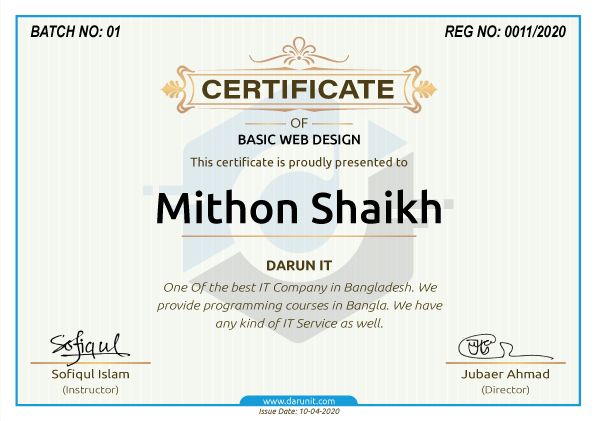 BATCH NO: 01
REG NO: 0011/2020
CERTIFICATE
OF
BASIC WEB DESIGN
This certificate is proudly presented to
Mithon Shaikh
DARUN IT
One Of the best IT Company in Bangladesh. We
provide programming courses in Bangla. We have
any kind of IT Service as well.
Sofiqul
Sofiqul Islam
(Instructor)
Jubaer Ahmad
(Director)
www.darunit.com
Issue Date: 10-04-2020